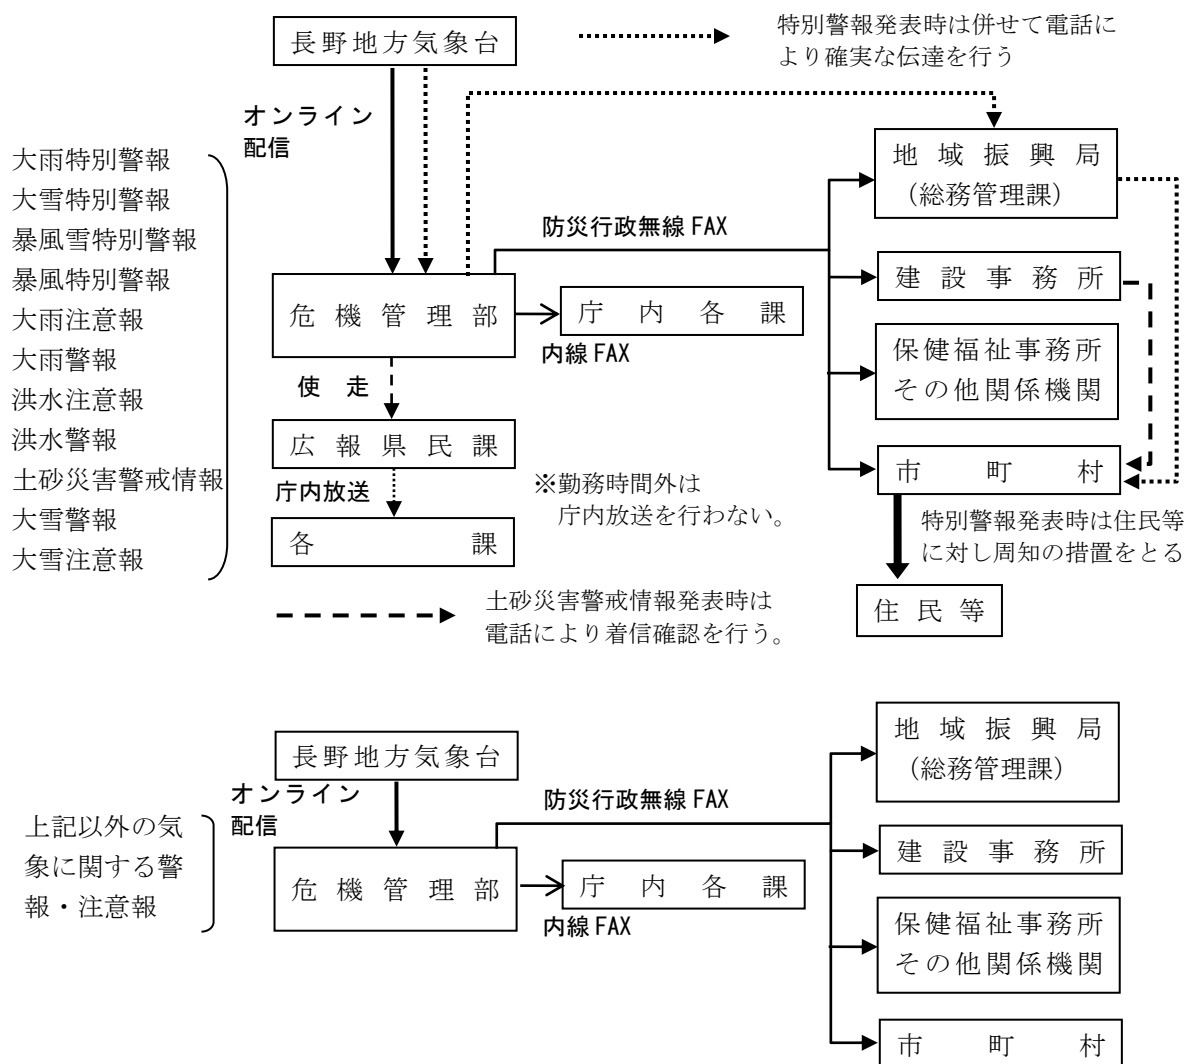 長野地方気象台
特別警報発表時は併せて電話に
より確実な伝達を行う
オンライン
配信
大雨特別警報
大雪特別警報
暴風雪特別警報
暴風特別警報
大雨注意報
大雨警報
洪水注意報
洪水警報
土砂災害警戒情報
大雪警報
大雪注意報
地域振興局
（総務管理課）
防災行政無線 FAX
建設事務所
危機管理部
庁内各課
内線 FAX
保健福祉事務所
その他関係機関
使走
広報県民課
市町村
庁内放送
※勤務時間外は
庁内放送を行わない。
各課
特別警報発表時は住民等
に対し周知の措置をとる
住民等
土砂災害警戒情報発表時は
電話により着信確認を行う。
長野地方気象台
オンライン
配信
地域振興局
（総務管理課）
防災行政無線 FAX
上記以外の気
象に関する警
報・注意報
建設事務所
危機管理部
庁内各課
内線 FAX
保健福祉事務所
その他関係機関
市町村